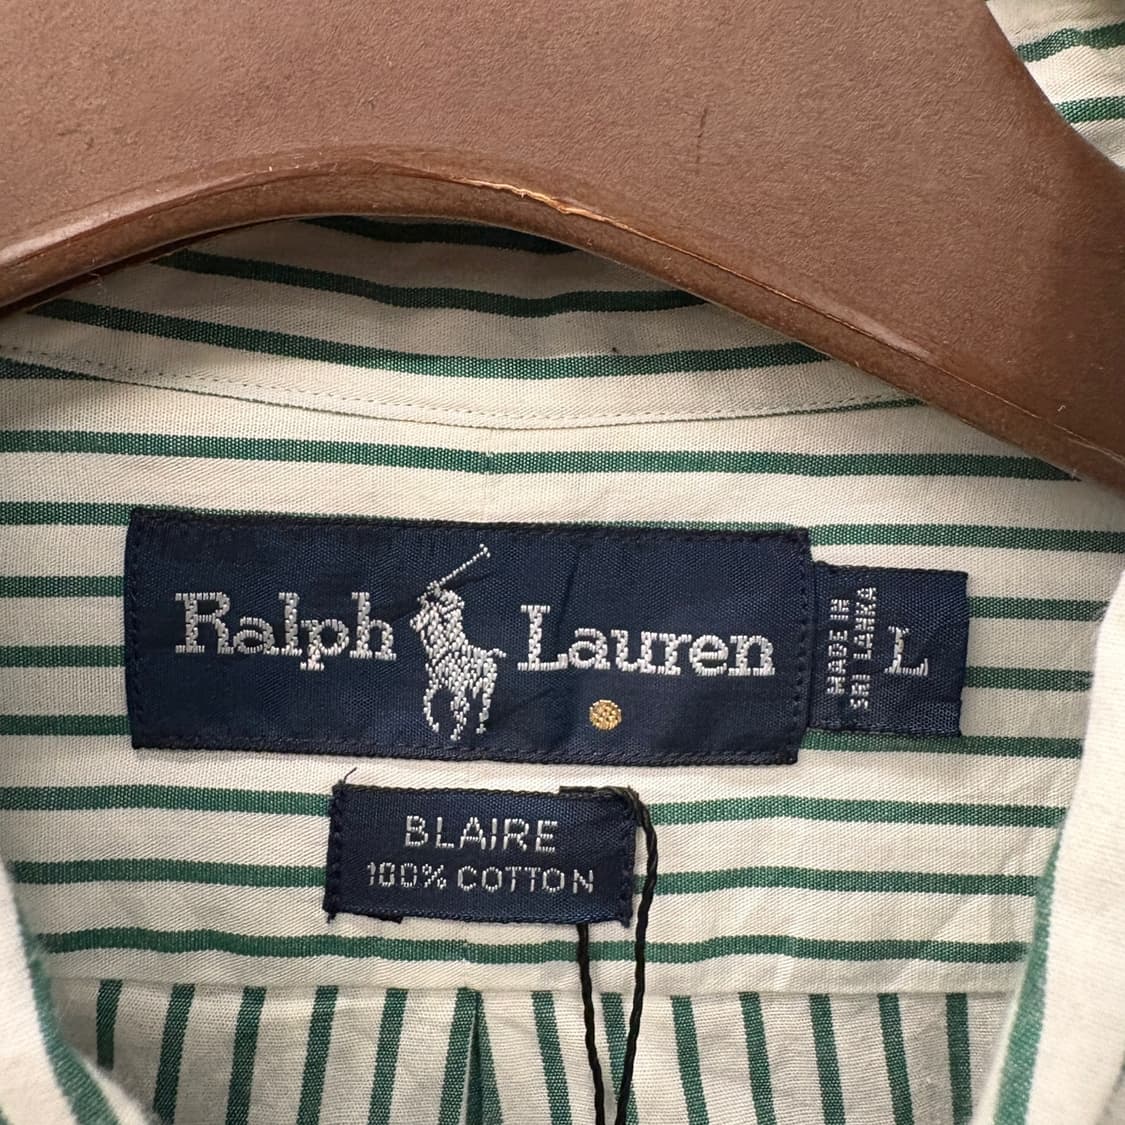 Ralph Lauren
MADE IN
SRI LANKA
L
BLAIRE
100% COTTON